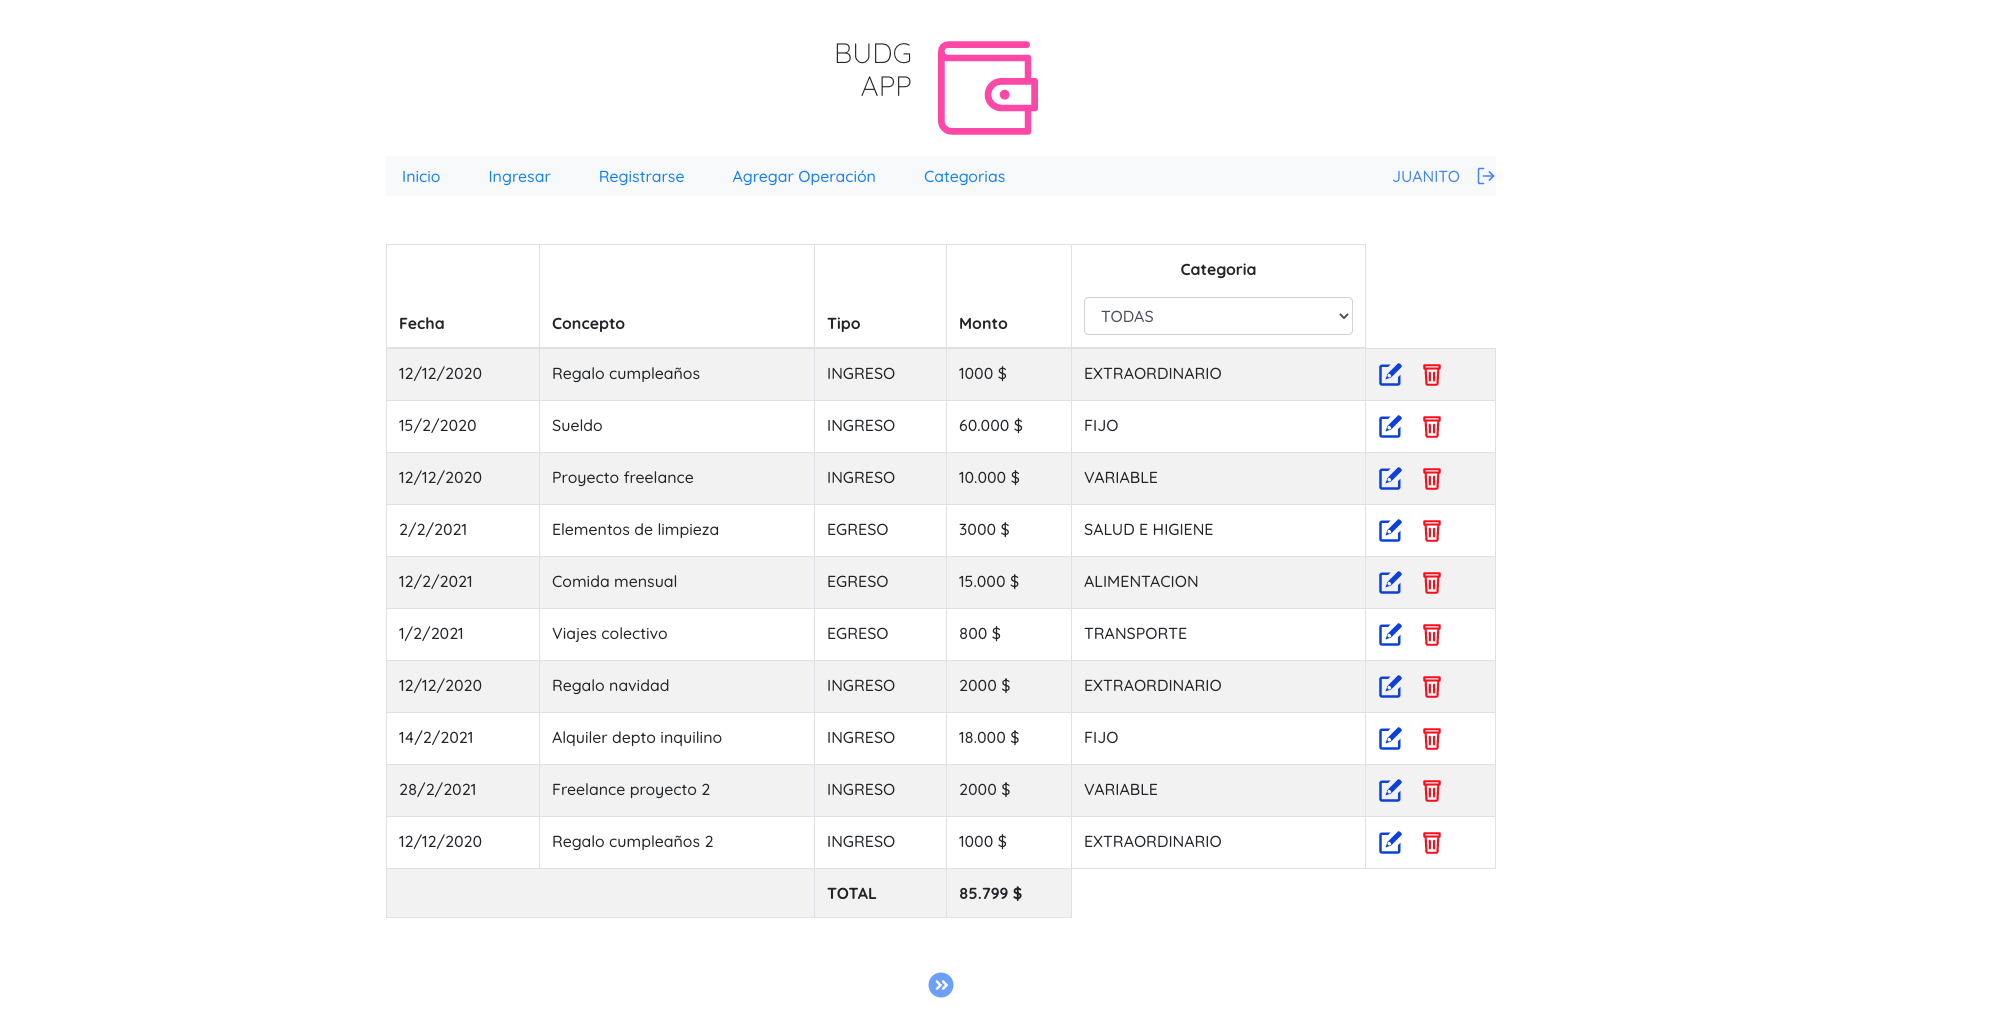 BUDG
APP
Inicio Ingresar Registrarse Agregar Operación Categorias JUANITO
Categoria
TODAS
Fecha Concepto Tipo Monto
12/12/2020 Regalo cumpleaños INGRESO 1000 $ EXTRAORDINARIO
15/2/2020 Sueldo INGRESO 60.000 $ FIJO
12/12/2020 Proyecto freelance INGRESO 10.000 $ VARIABLE
2/2/2021 Elementos de limpieza EGRESO 3000 $ SALUD E HIGIENE
12/2/2021 Comida mensual EGRESO 15.000 $ ALIMENTACION
1/2/2021 Viajes colectivo EGRESO 800 $ TRANSPORTE
12/12/2020 Regalo navidad INGRESO 2000 $ EXTRAORDINARIO
14/2/2021 Alquiler depto inquilino INGRESO 18.000 $ FIJO
28/2/2021 Freelance proyecto 2 INGRESO 2000 $ VARIABLE
12/12/2020 Regalo cumpleaños 2 INGRESO 1000 $ EXTRAORDINARIO
TOTAL 85.799 $